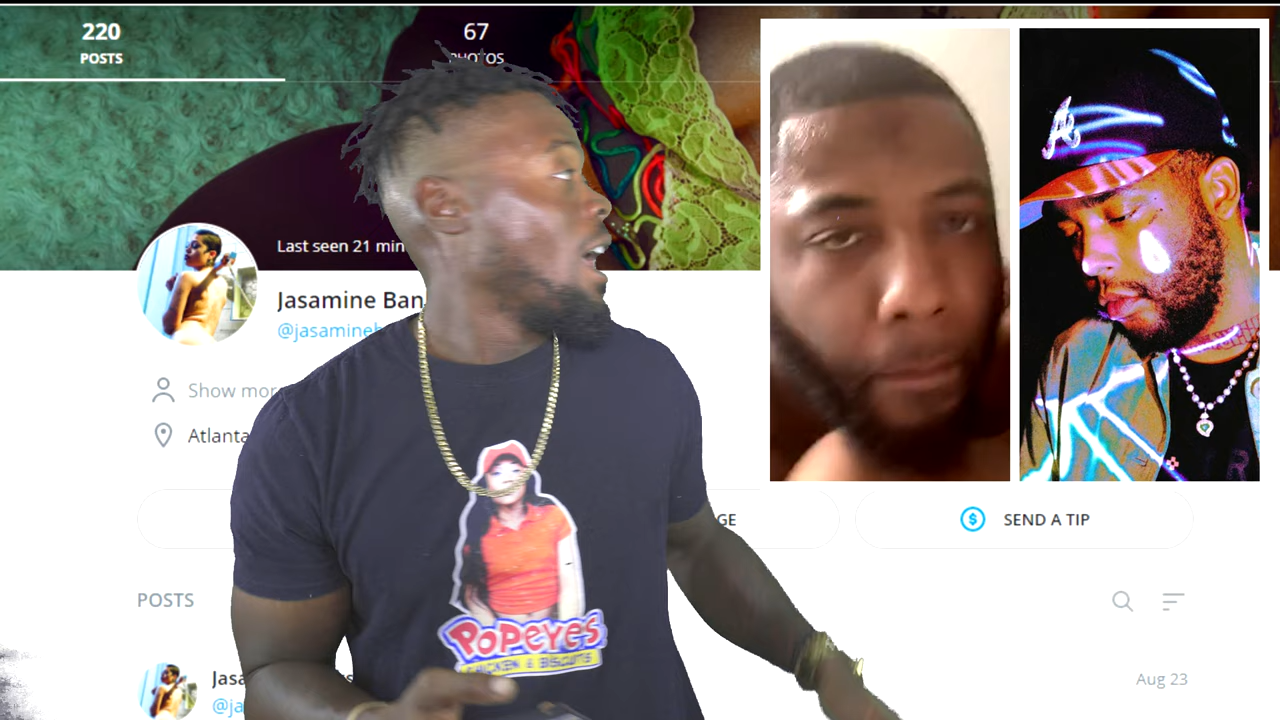 220
67
POSTS
PHOTOS
A
Last seen 21 min
Jasamine Ban
@jasamineb
Show mor
Atlanta
GE
SEND A TIP
POSTS
POPEYES
CHICKEN & BISCUITS
Jasa
s
Aug 23
@ja